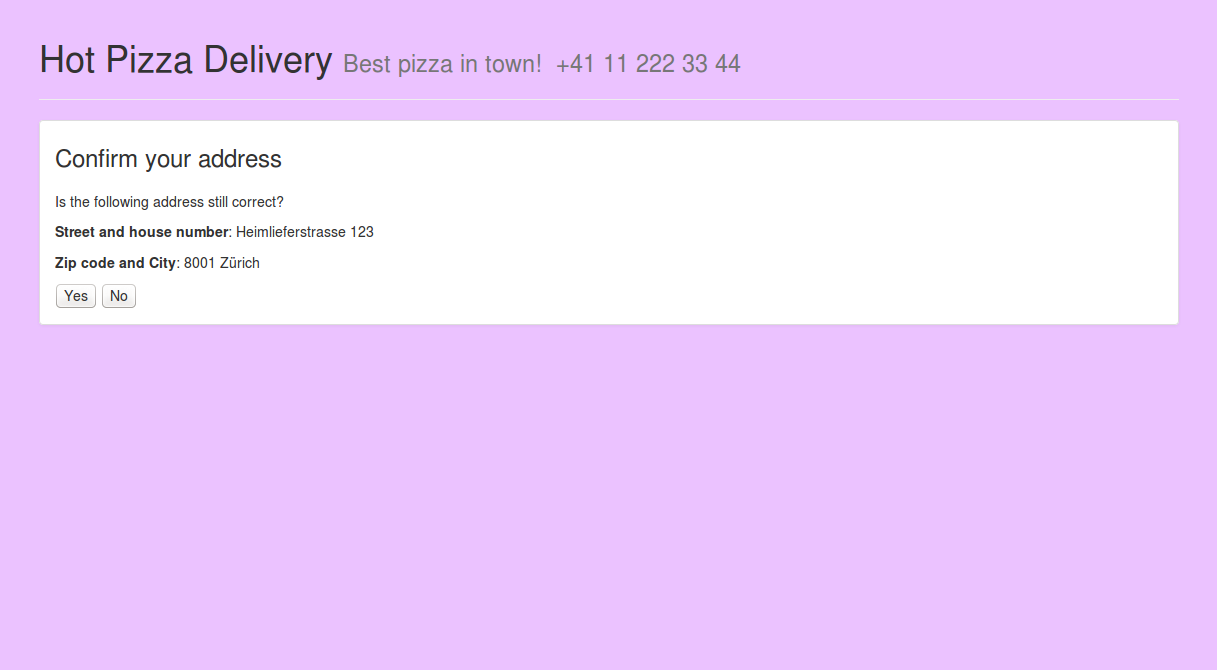 Hot Pizza Delivery Best pizza in town! +41 11 222 33 44
Confirm your address
Is the following address still correct?
Street and house number: Heimlieferstrasse 123
Zip code and City: 8001 Zürich
Yes No